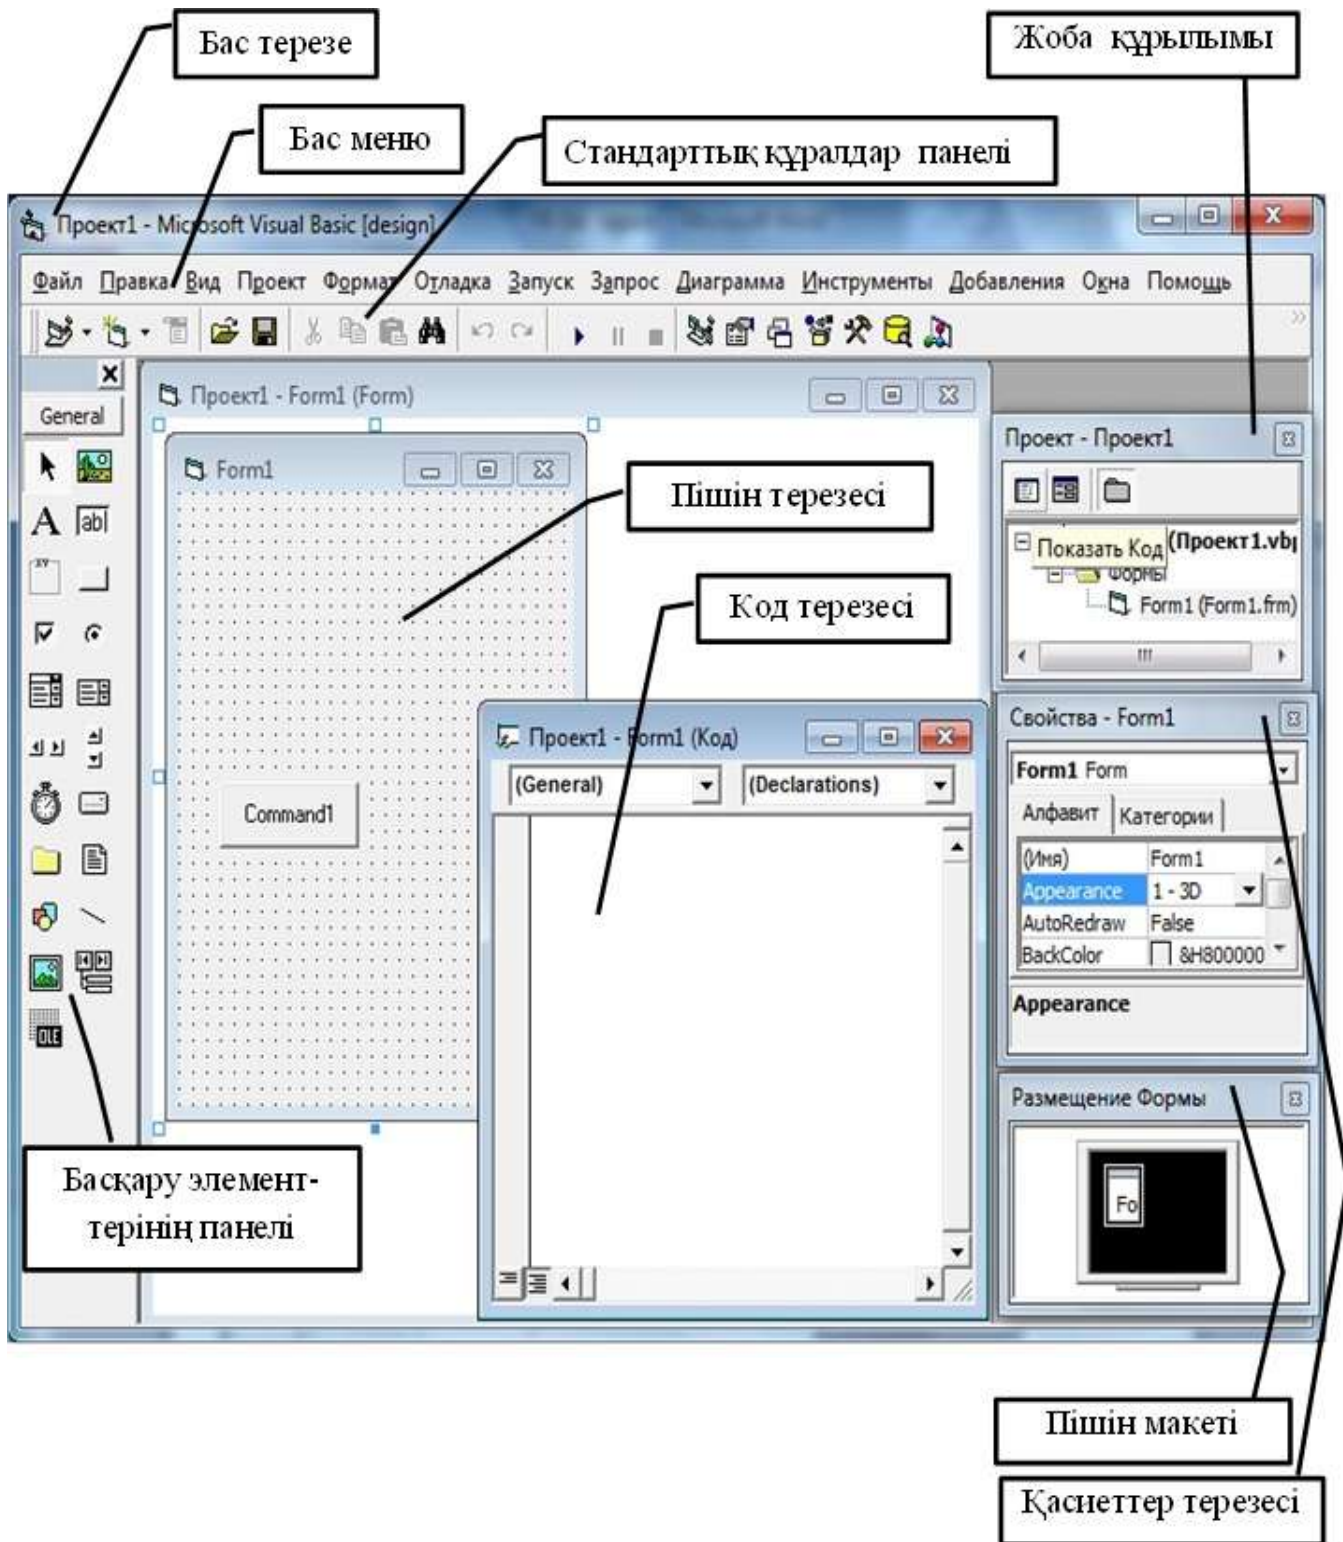 Бас терезе
Жоба құрылымы
Бас меню
Стандарттық құралдар панелі
Проект1 - Microsoft Visual Basic [design]
Файл Правка Вид Проект Формат Отладка Запуск Запрос Диаграмма Инструменты Добавления Окна Помощь
General
Проект1 - Form1 (Form)
Form1
Проект - Проект1
Пішін терезесі
Показать Код (Проект1.vbp
Формы
Form1 (Form1.frm)
Код терезесі
Проект1 - Form1 (Код)
(General) (Declarations)
Command1
Свойства - Form1
Form1 Form
Алфавит Категории
(Имя) Form1
Appearance 1 - 3D
AutoRedraw False
BackColor &H800000
Appearance
A ab|
XY
OLE
Размещение Формы
Fo
Басқару элемент-
терінің панелі
Пішін макеті
Қасиеттер терезесі